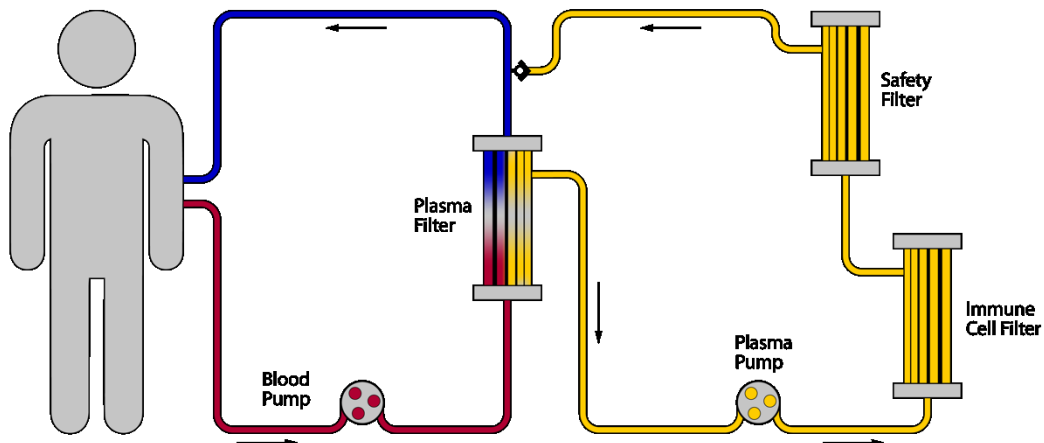 Safety
Filter
Plasma
Filter
Immune
Cell Filter
Plasma
Pump
Blood
Pump